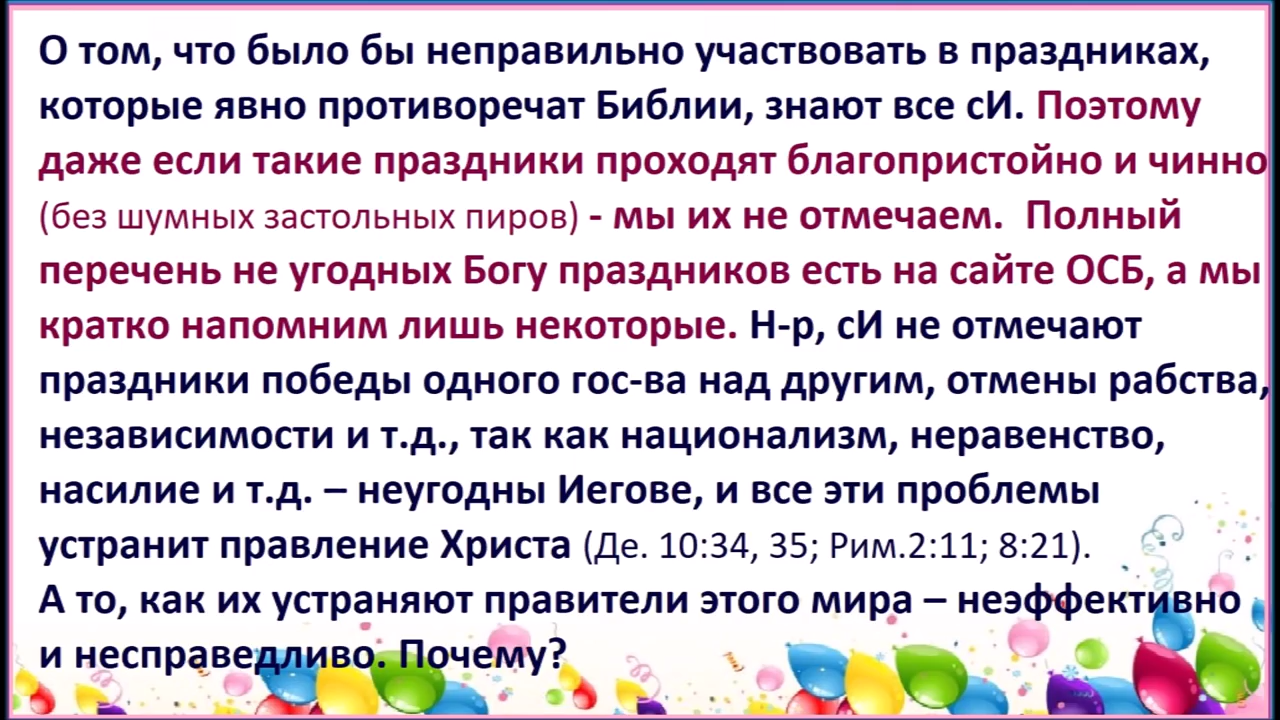 О том, что было бы неправильно участвовать в праздниках,
которые явно противоречат Библии, знают все сИ. Поэтому
даже если такие праздники проходят благопристойно и чинно
(без шумных застольных пиров) - мы их не отмечаем. Полный
перечень не угодных Богу праздников есть на сайте ОСБ, а мы
кратко напомним лишь некоторые. Н-р, сИ не отмечают
праздники победы одного гос-ва над другим, отмены рабства,
независимости и т.д., так как национализм, неравенство,
насилие и т.д. – неугодны Иегове, и все эти проблемы
устранит правление Христа (Де. 10:34, 35; Рим.2:11; 8:21).
А то, как их устраняют правители этого мира – неэффективно
и несправедливо. Почему?